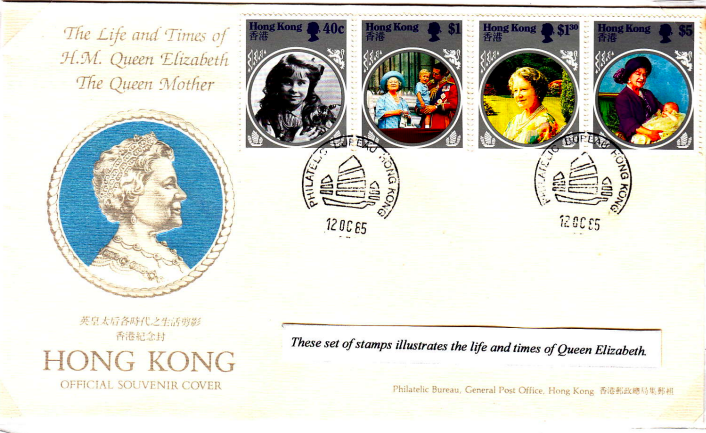 The Life and Times of
H.M. Queen Elizabeth
The Queen Mother
Hong Kong 40c
香港
Hong Kong $1
香港
Hong Kong $1³⁰
香港
Hong Kong $5
香港
PHILATELIC BUREAU HONG KONG
12 OC 85
PHILATELIC BUREAU HONG KONG
12 OC 85
英皇太后各時代之生活剪影
香港紀念封
HONG KONG
OFFICIAL SOUVENIR COVER
These set of stamps illustrates the life and times of Queen Elizabeth.
Philatelic Bureau, General Post Office, Hong Kong 香港郵政總局集郵組